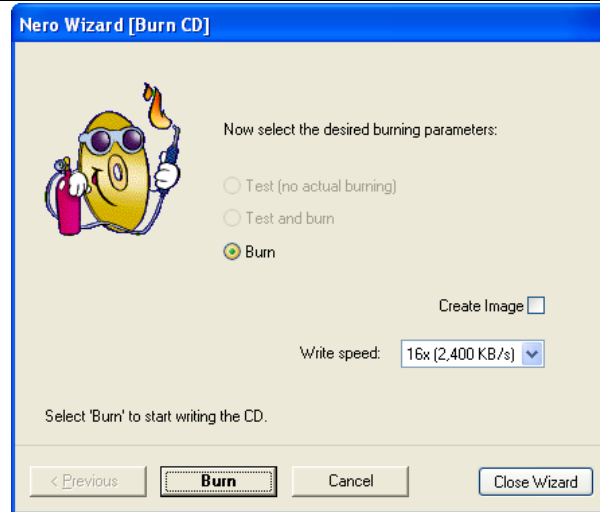 Nero Wizard [Burn CD]
Now select the desired burning parameters:
Test (no actual burning)
Test and burn
Burn
Create Image
Write speed: 16x (2,400 KB/s)
Select 'Burn' to start writing the CD.
< Previous Burn Cancel Close Wizard